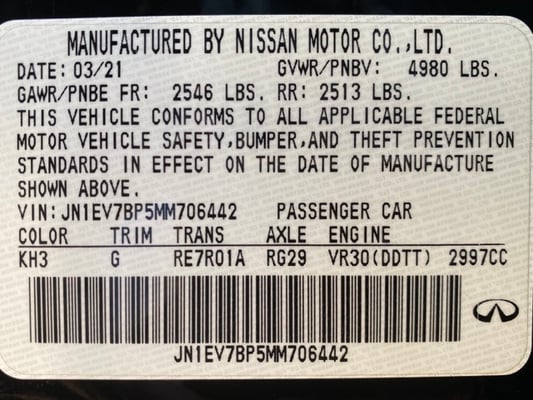 MANUFACTURED BY NISSAN MOTOR CO.,LTD.
DATE: 03/21 GVWR/PNBV: 4980 LBS.
GAWR/PNBE FR: 2546 LBS. RR: 2513 LBS.
THIS VEHICLE CONFORMS TO ALL APPLICABLE FEDERAL
MOTOR VEHICLE SAFETY,BUMPER,AND THEFT PREVENTION
STANDARDS IN EFFECT ON THE DATE OF MANUFACTURE
SHOWN ABOVE.
VIN:JN1EV7BP5MM706442 PASSENGER CAR
COLOR TRIM TRANS AXLE ENGINE
KH3 G RE7R01A RG29 VR30(DDTT) 2997CC
JN1EV7BP5MM706442